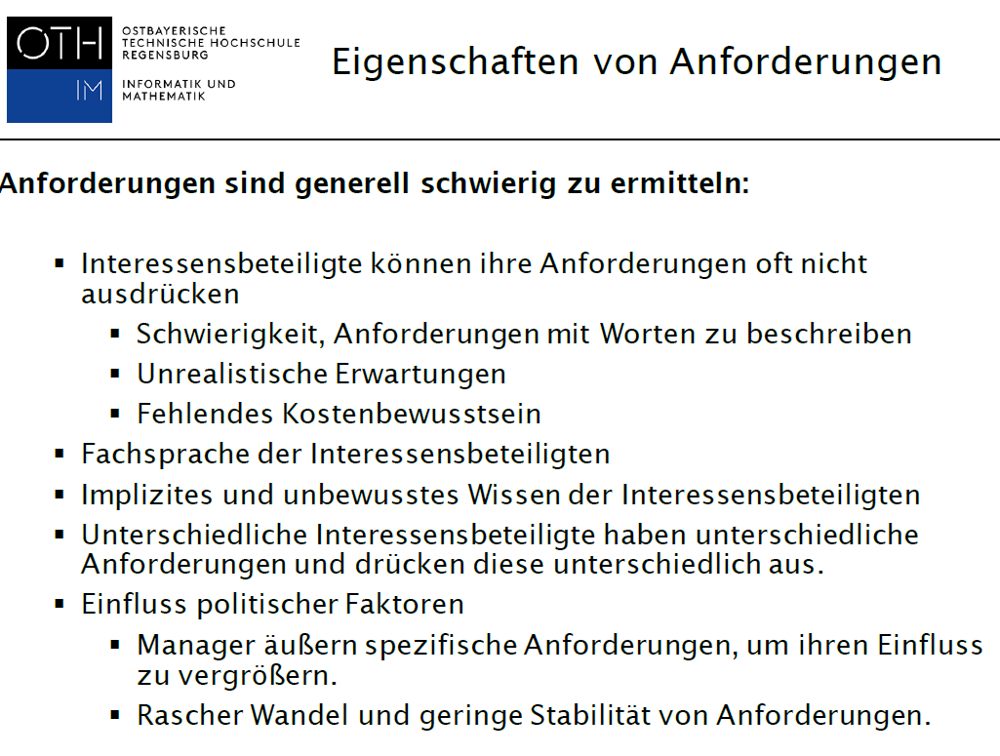 OTH
OSTBAYERISCHE
TECHNISCHE HOCHSCHULE
REGENSBURG
IM
INFORMATIK UND
MATHEMATIK
Eigenschaften von Anforderungen
Anforderungen sind generell schwierig zu ermitteln:
▪ Interessensbeteiligte können ihre Anforderungen oft nicht
ausdrücken
▪ Schwierigkeit, Anforderungen mit Worten zu beschreiben
▪ Unrealistische Erwartungen
▪ Fehlendes Kostenbewusstsein
▪ Fachsprache der Interessensbeteiligten
▪ Implizites und unbewusstes Wissen der Interessensbeteiligten
▪ Unterschiedliche Interessensbeteiligte haben unterschiedliche
Anforderungen und drücken diese unterschiedlich aus.
▪ Einfluss politischer Faktoren
▪ Manager äußern spezifische Anforderungen, um ihren Einfluss
zu vergrößern.
▪ Rascher Wandel und geringe Stabilität von Anforderungen.